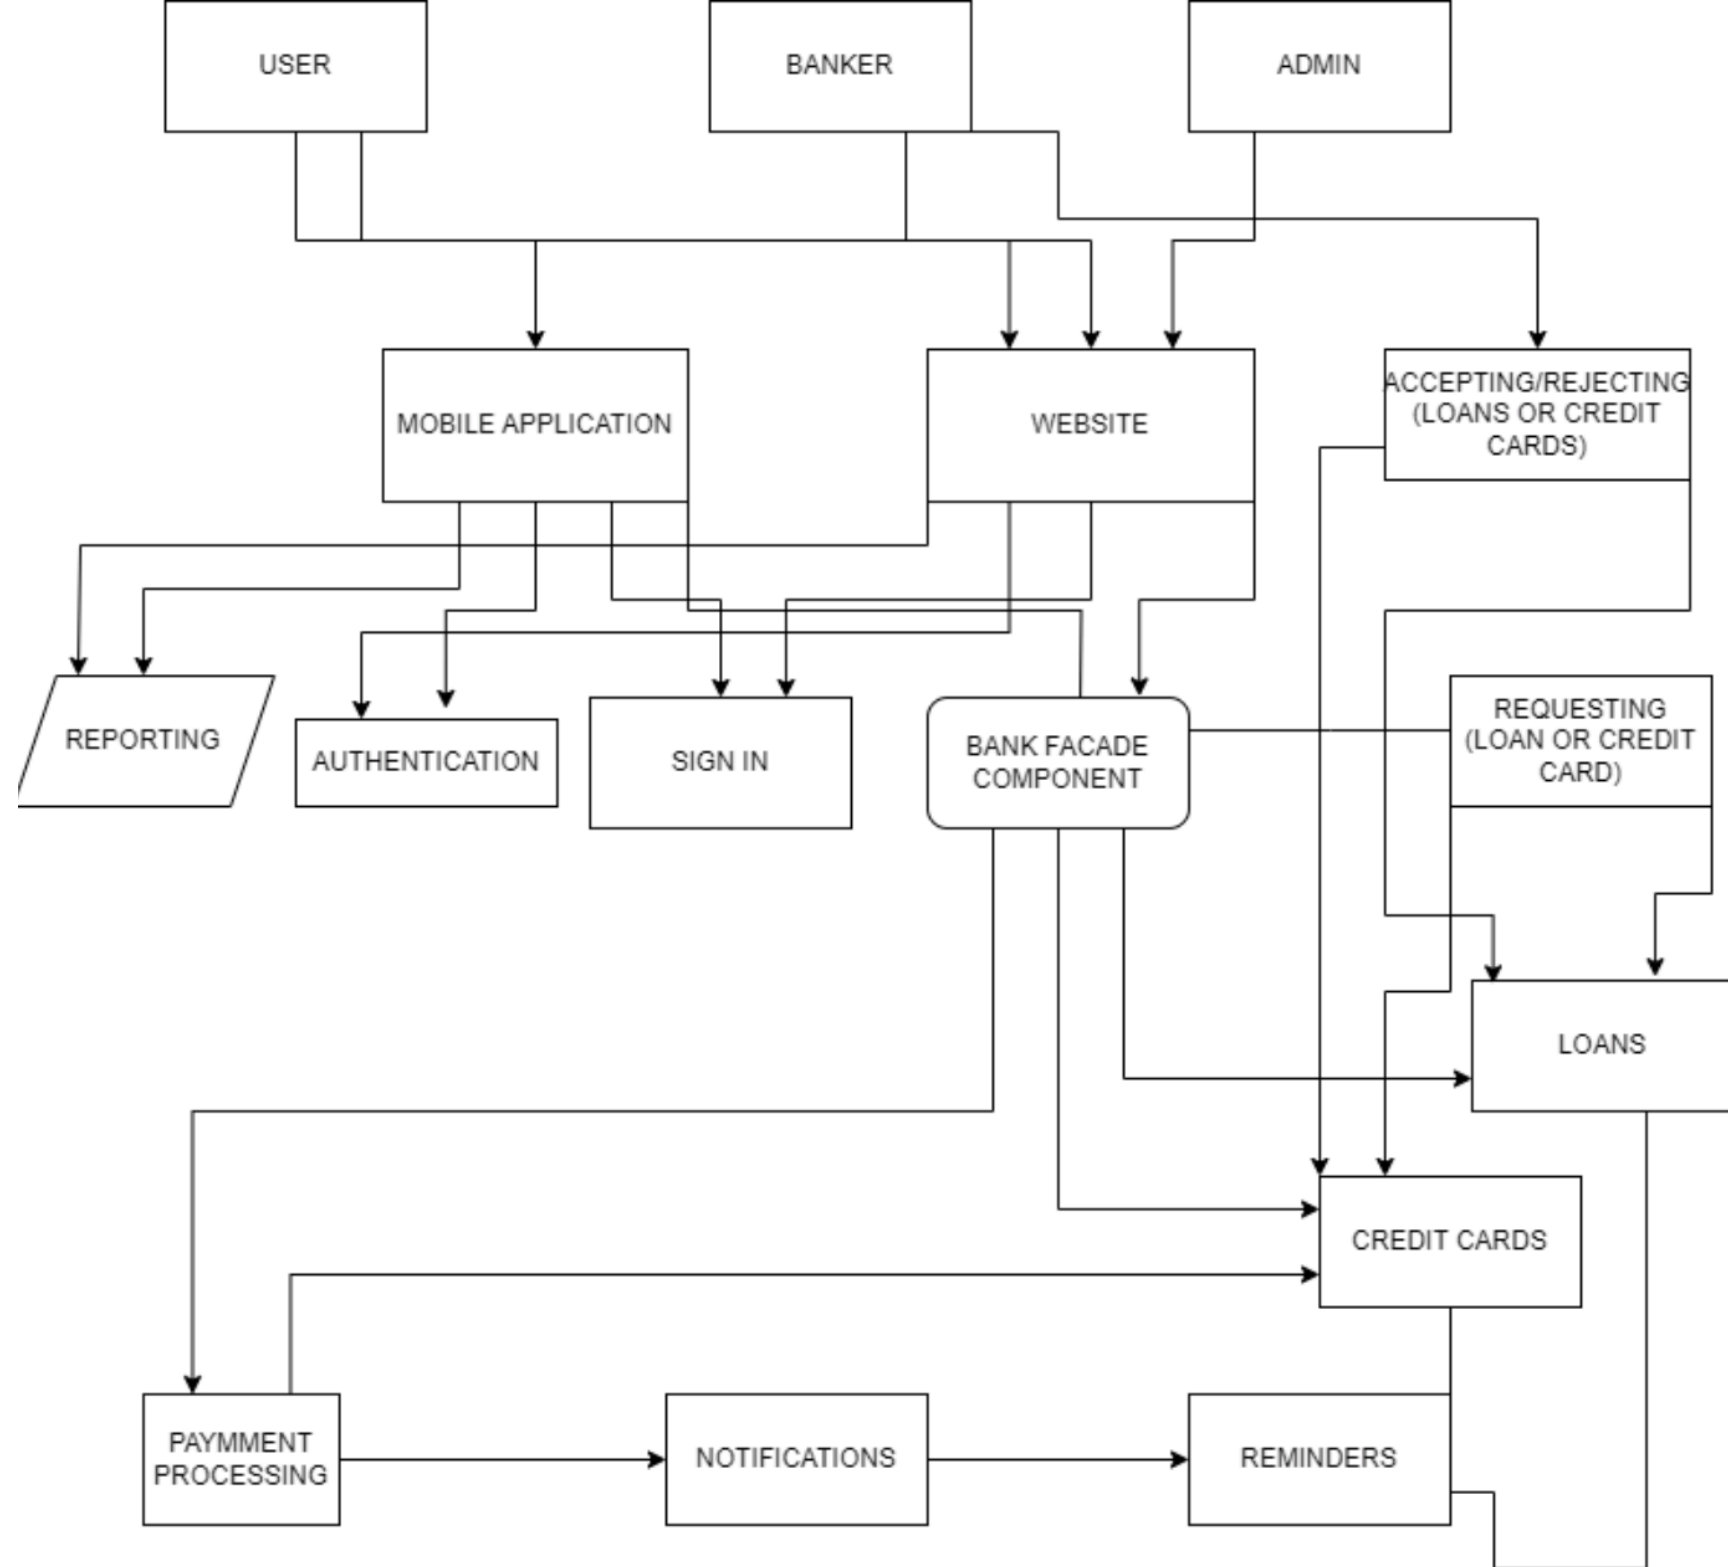 USER
BANKER
ADMIN
MOBILE APPLICATION
WEBSITE
ACCEPTING/REJECTING
(LOANS OR CREDIT
CARDS)
REPORTING
AUTHENTICATION
SIGN IN
BANK FACADE
COMPONENT
REQUESTING
(LOAN OR CREDIT
CARD)
LOANS
CREDIT CARDS
PAYMMENT
PROCESSING
NOTIFICATIONS
REMINDERS